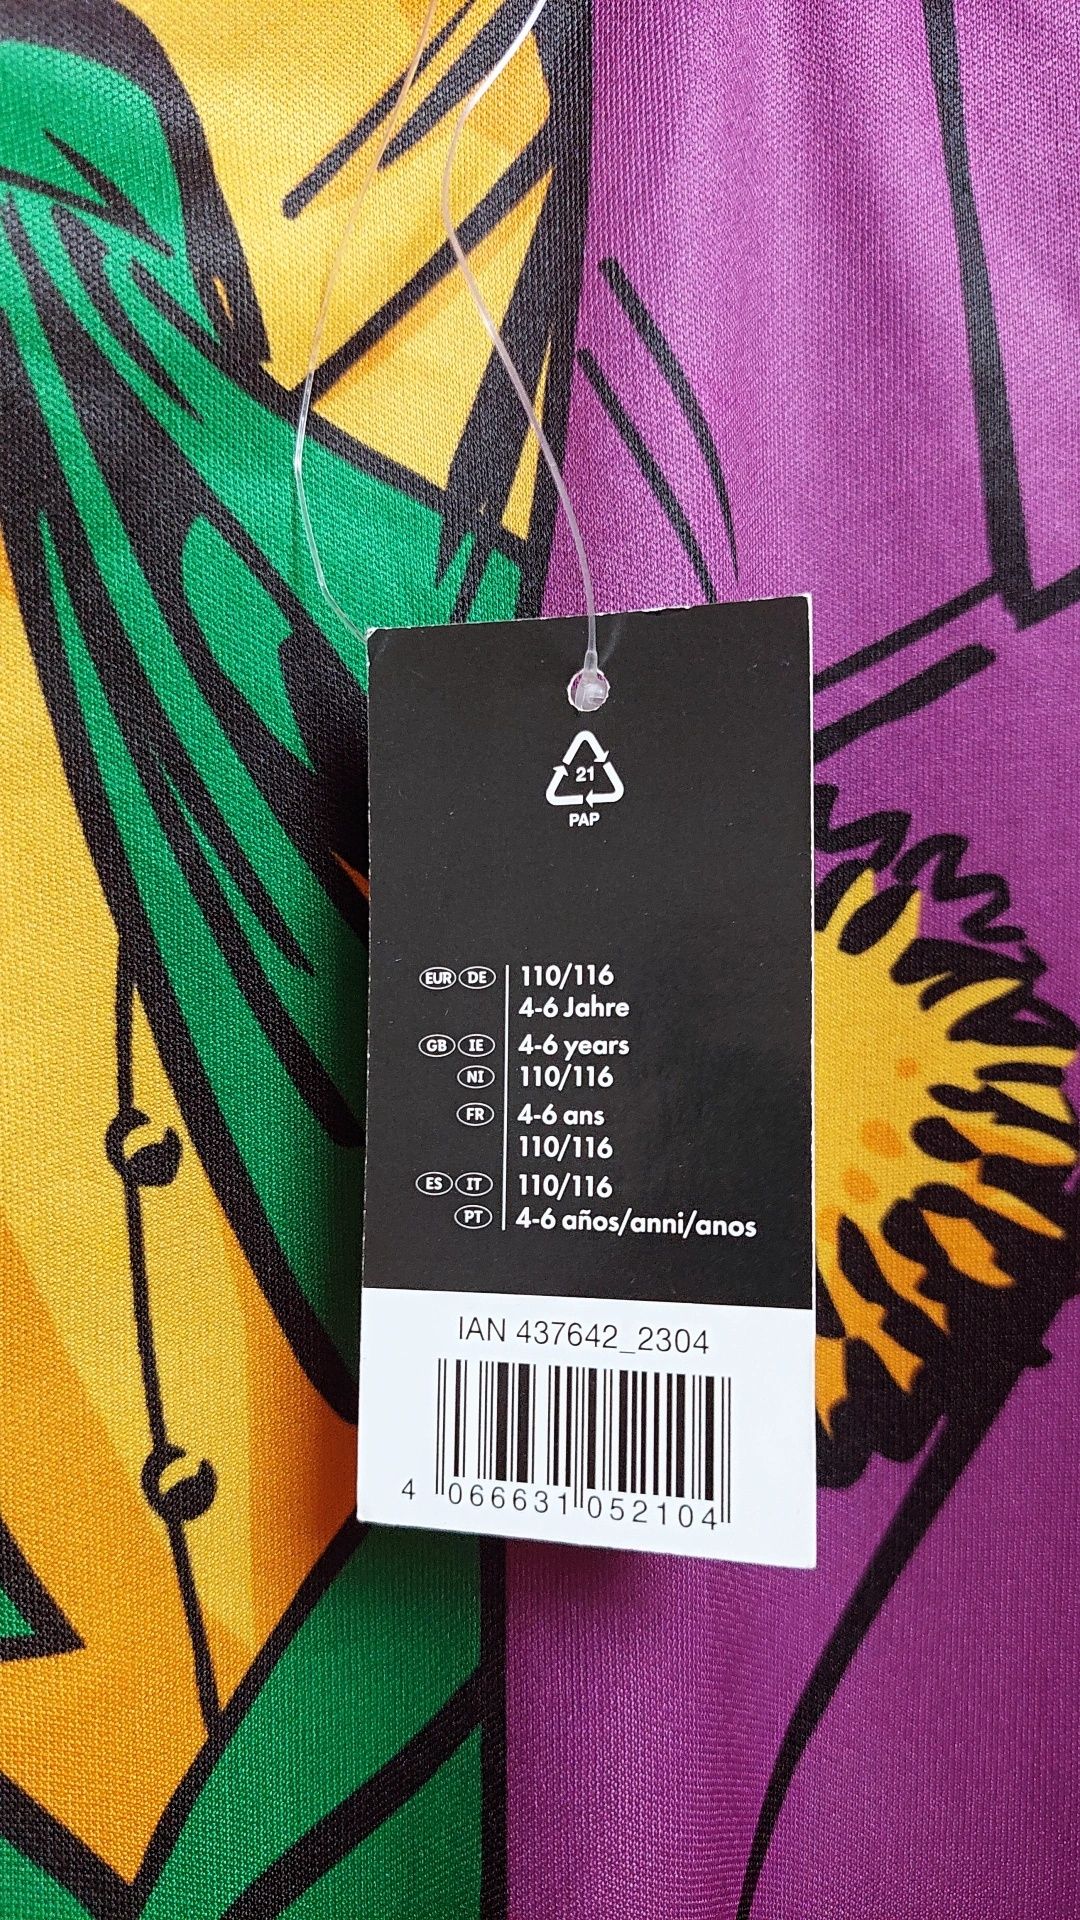 21
PAP
EUR DE 110/116
4-6 Jahre
GB IE 4-6 years
NI 110/116
FR 4-6 ans
110/116
ES IT 110/116
PT 4-6 años/anni/anos
IAN 437642_2304
4 066631 052104